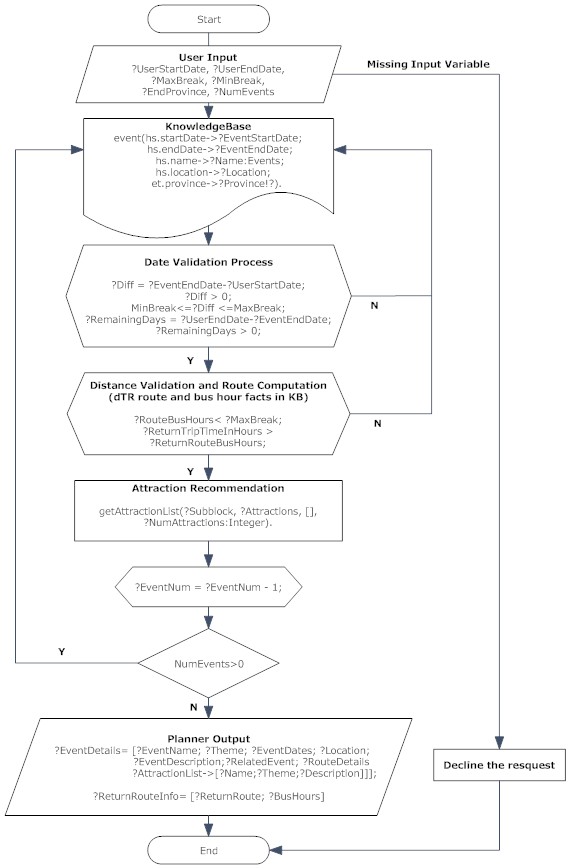 Start
User Input
?UserStartDate, ?UserEndDate,
?MaxBreak, ?MinBreak,
?EndProvince, ?NumEvents
Missing Input Variable
KnowledgeBase
event(hs.startDate->?EventStartDate;
hs.endDate->?EventEndDate;
hs.name->?Name:Events;
hs.location->?Location;
et.province->?Province!?).
Date Validation Process
?Diff = ?EventEndDate-?UserStartDate;
?Diff > 0;
MinBreak<=?Diff <=MaxBreak;
?RemainingDays = ?UserEndDate-?EventEndDate;
?RemainingDays > 0;
N
Y
Distance Validation and Route Computation
(dTR route and bus hour facts in KB)
?RouteBusHours< ?MaxBreak;
?ReturnTripTimeInHours >
?ReturnRouteBusHours;
N
Y
Attraction Recommendation
getAttractionList(?Subblock, ?Attractions, [],
?NumAttractions:Integer).
?EventNum = ?EventNum - 1;
Y
NumEvents>0
N
Planner Output
?EventDetails= [?EventName; ?Theme; ?EventDates; ?Location;
?EventDescription;?RelatedEvent; ?RouteDetails
?AttractionList->[?Name;?Theme;?Description]]];
?ReturnRouteInfo= [?ReturnRoute; ?BusHours]
Decline the resquest
End